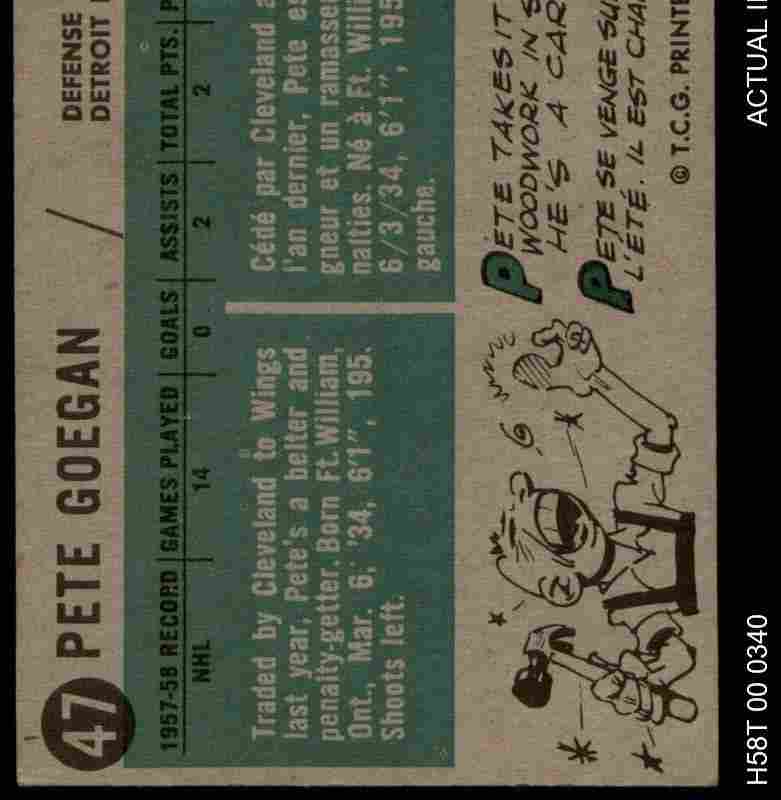 47 PETE GOEGAN
DEFENSE
DETROIT
1957-58 RECORD GAMES PLAYED GOALS ASSISTS TOTAL PTS. P
NHL 14 0 2 2
Traded by Cleveland to Wings
last year, Pete's a belter and
penalty-getter. Born Ft. William,
Ont., Mar. 6, '34, 6'1", 195.
Shoots left.
Cédé par Cleveland a
l'an dernier, Pete es
gneur et un ramasse
nalties. Né à Ft. Willi
6/3/34, 6'1", 195
gauche.
PETE TAKES IT
WOODWORK IN S
HE'S A CAR
PETE SE VENGE SU
L'ÉTÉ. IL EST CHA
© T.C.G. PRINTE
H58T 00 0340
ACTUAL I